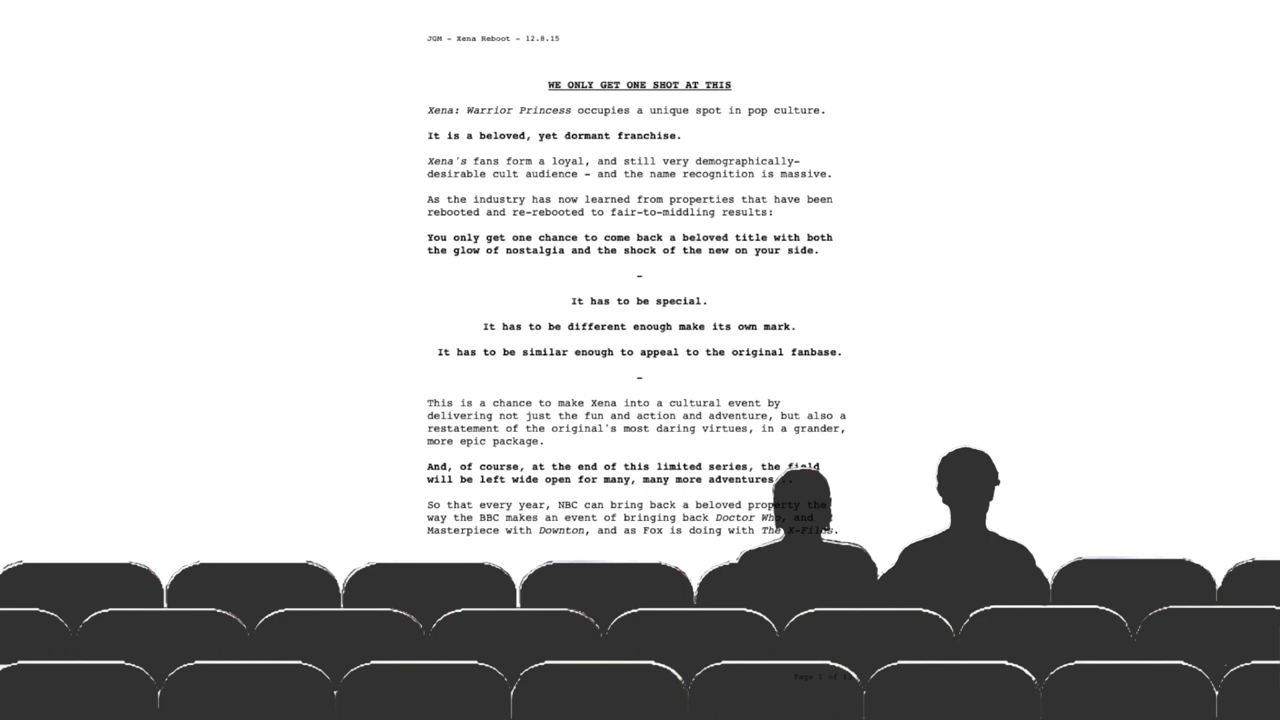 JGM - Xena Reboot - 12.8.15
WE ONLY GET ONE SHOT AT THIS
Xena: Warrior Princess occupies a unique spot in pop culture.
It is a beloved, yet dormant franchise.
Xena's fans form a loyal, and still very demographically-
desirable cult audience - and the name recognition is massive.
As the industry has now learned from properties that have been
rebooted and re-rebooted to fair-to-middling results:
You only get one chance to come back a beloved title with both
the glow of nostalgia and the shock of the new on your side.
-
It has to be special.
It has to be different enough make its own mark.
It has to be similar enough to appeal to the original fanbase.
-
This is a chance to make Xena into a cultural event by
delivering not just the fun and action and adventure, but also a
restatement of the original's most daring virtues, in a grander,
more epic package.
And, of course, at the end of this limited series, the field
will be left wide open for many, many more adventures...
So that every year, NBC can bring back a beloved property the
way the BBC makes an event of bringing back Doctor Who, and
Masterpiece with Downton, and as Fox is doing with The X-Files.
Page 1 of